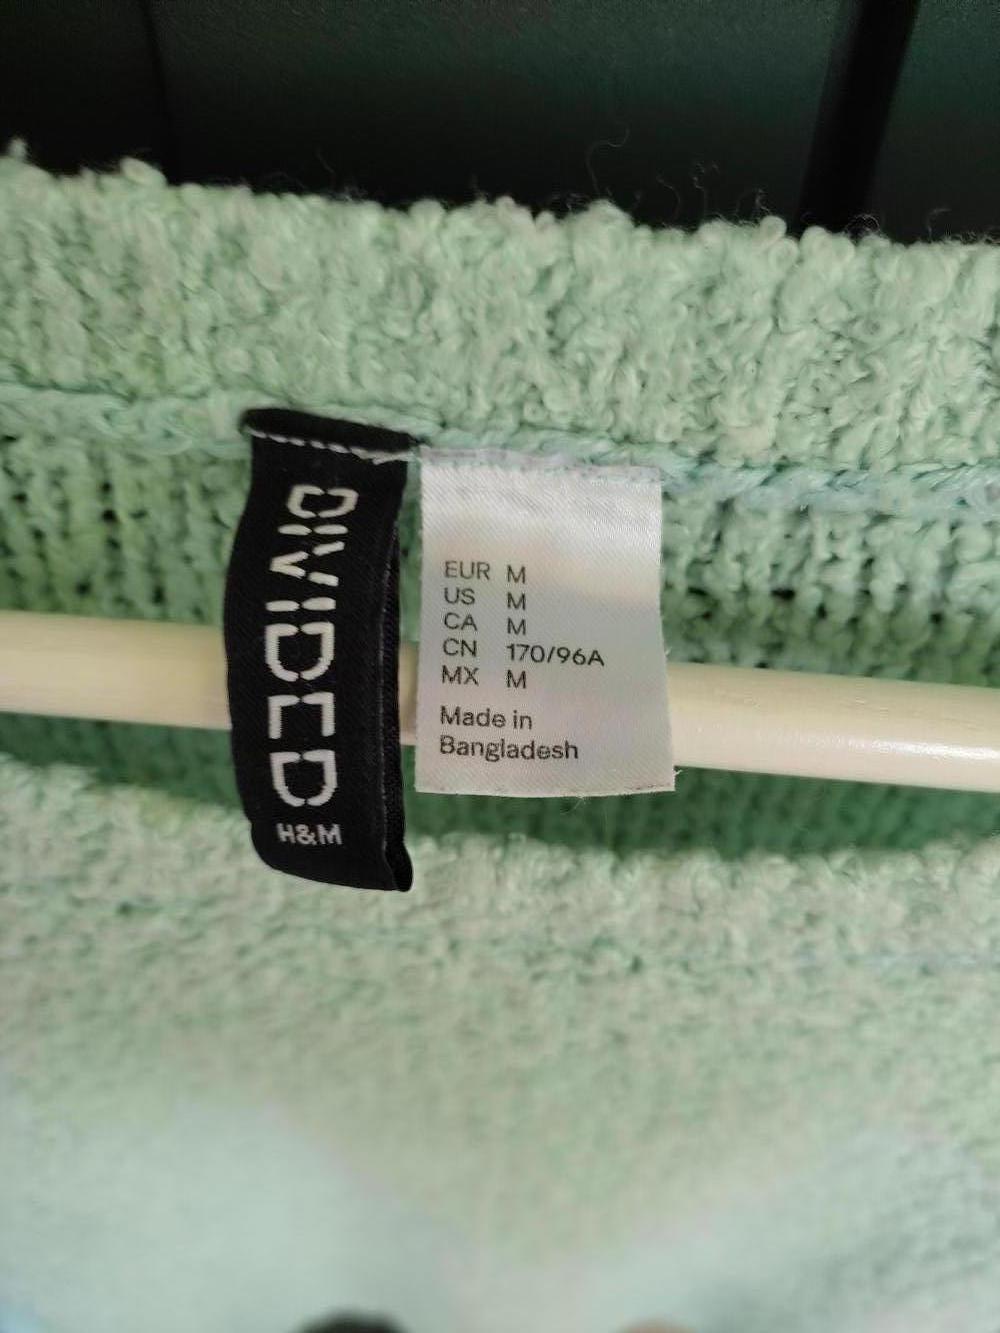 DIVIDED
H&M
EUR M
US M
CA M
CN 170/96A
MX M
Made in
Bangladesh